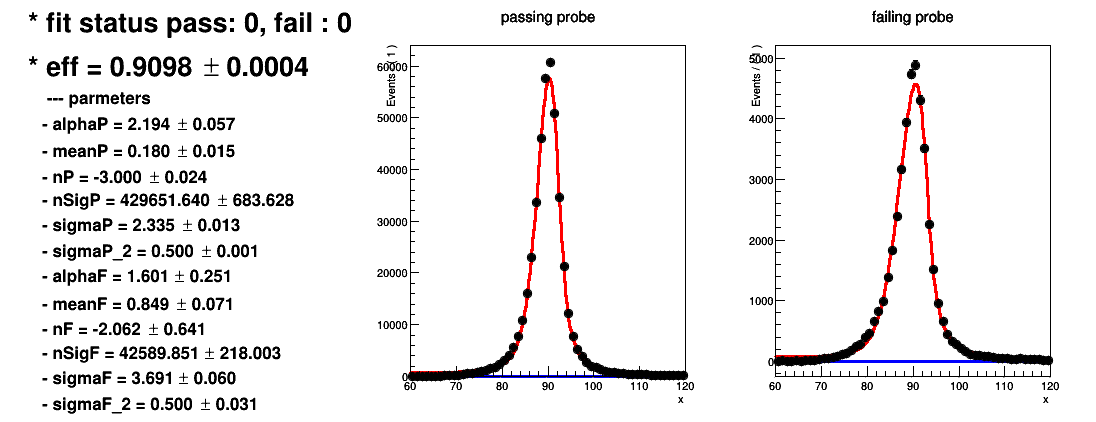 * fit status pass: 0, fail : 0
* eff = 0.9098 ± 0.0004
--- parmeters
- alphaP = 2.194 ± 0.057
- meanP = 0.180 ± 0.015
- nP = -3.000 ± 0.024
- nSigP = 429651.640 ± 683.628
- sigmaP = 2.335 ± 0.013
- sigmaP_2 = 0.500 ± 0.001
- alphaF = 1.601 ± 0.251
- meanF = 0.849 ± 0.071
- nF = -2.062 ± 0.641
- nSigF = 42589.851 ± 218.003
- sigmaF = 3.691 ± 0.060
- sigmaF_2 = 0.500 ± 0.031
passing probe
Events / ( 1 )
60000
50000
40000
30000
20000
10000
0
60 70 80 90 100 110 120
x
failing probe
Events / ( 1 )
5000
4000
3000
2000
1000
0
60 70 80 90 100 110 120
x